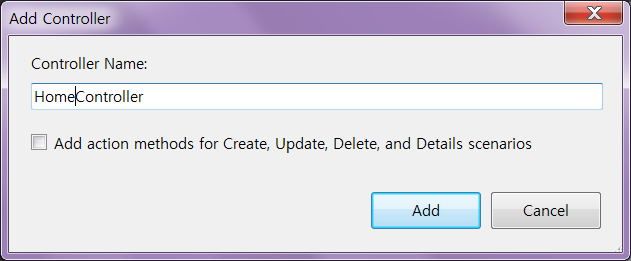 Add Controller
Controller Name:
HomeController
Add action methods for Create, Update, Delete, and Details scenarios
Add
Cancel